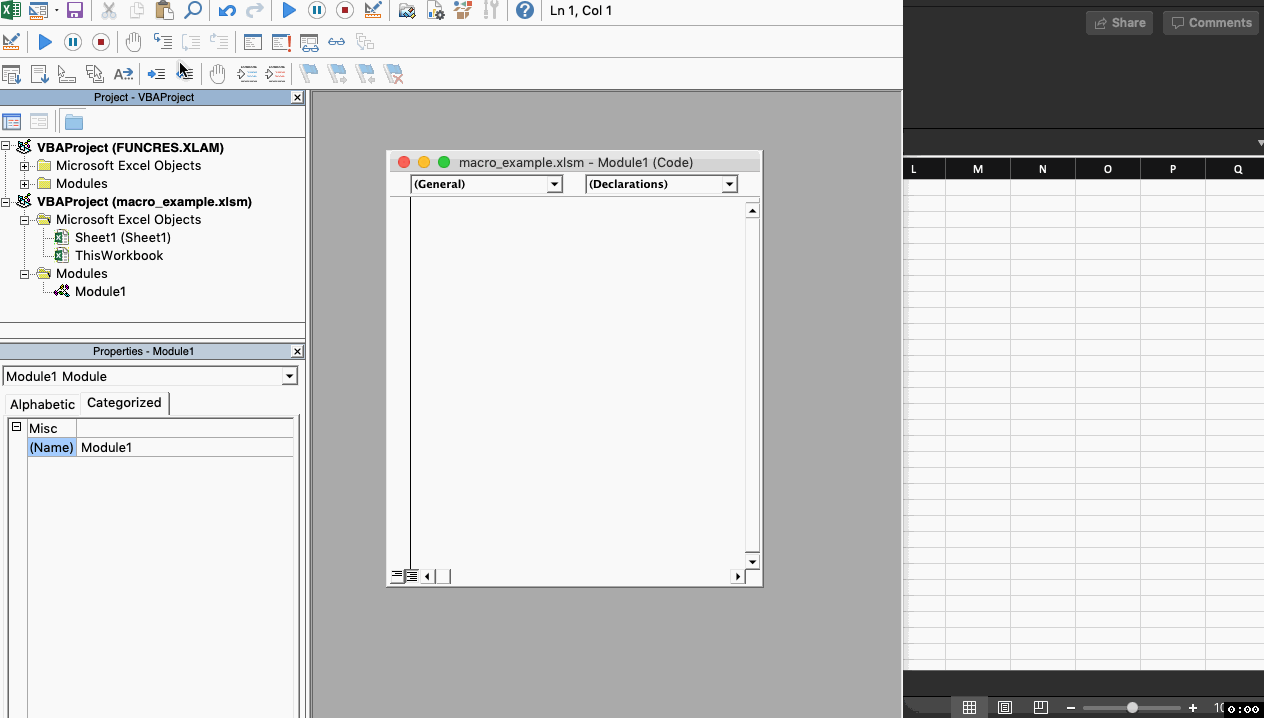 Ln 1, Col 1
Share
Comments
Project - VBAProject
VBAProject (FUNCRES.XLAM)
Microsoft Excel Objects
Modules
VBAProject (macro_example.xlsm)
Microsoft Excel Objects
Sheet1 (Sheet1)
ThisWorkbook
Modules
Module1
macro_example.xlsm - Module1 (Code)
(General)
(Declarations)
L M N O P Q
Properties - Module1
Module1 Module
Alphabetic
Categorized
Misc
(Name) Module1
0:00